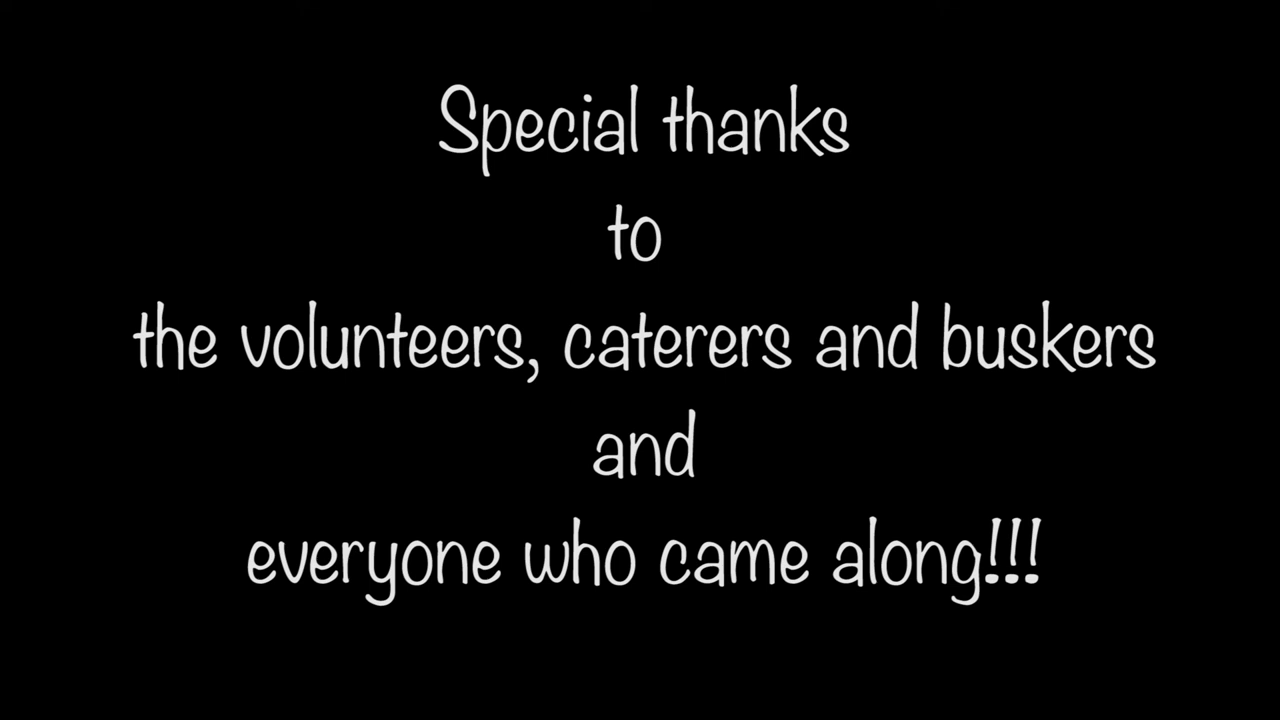 Special thanks
to
the volunteers, caterers and buskers
and
everyone who came along!!!